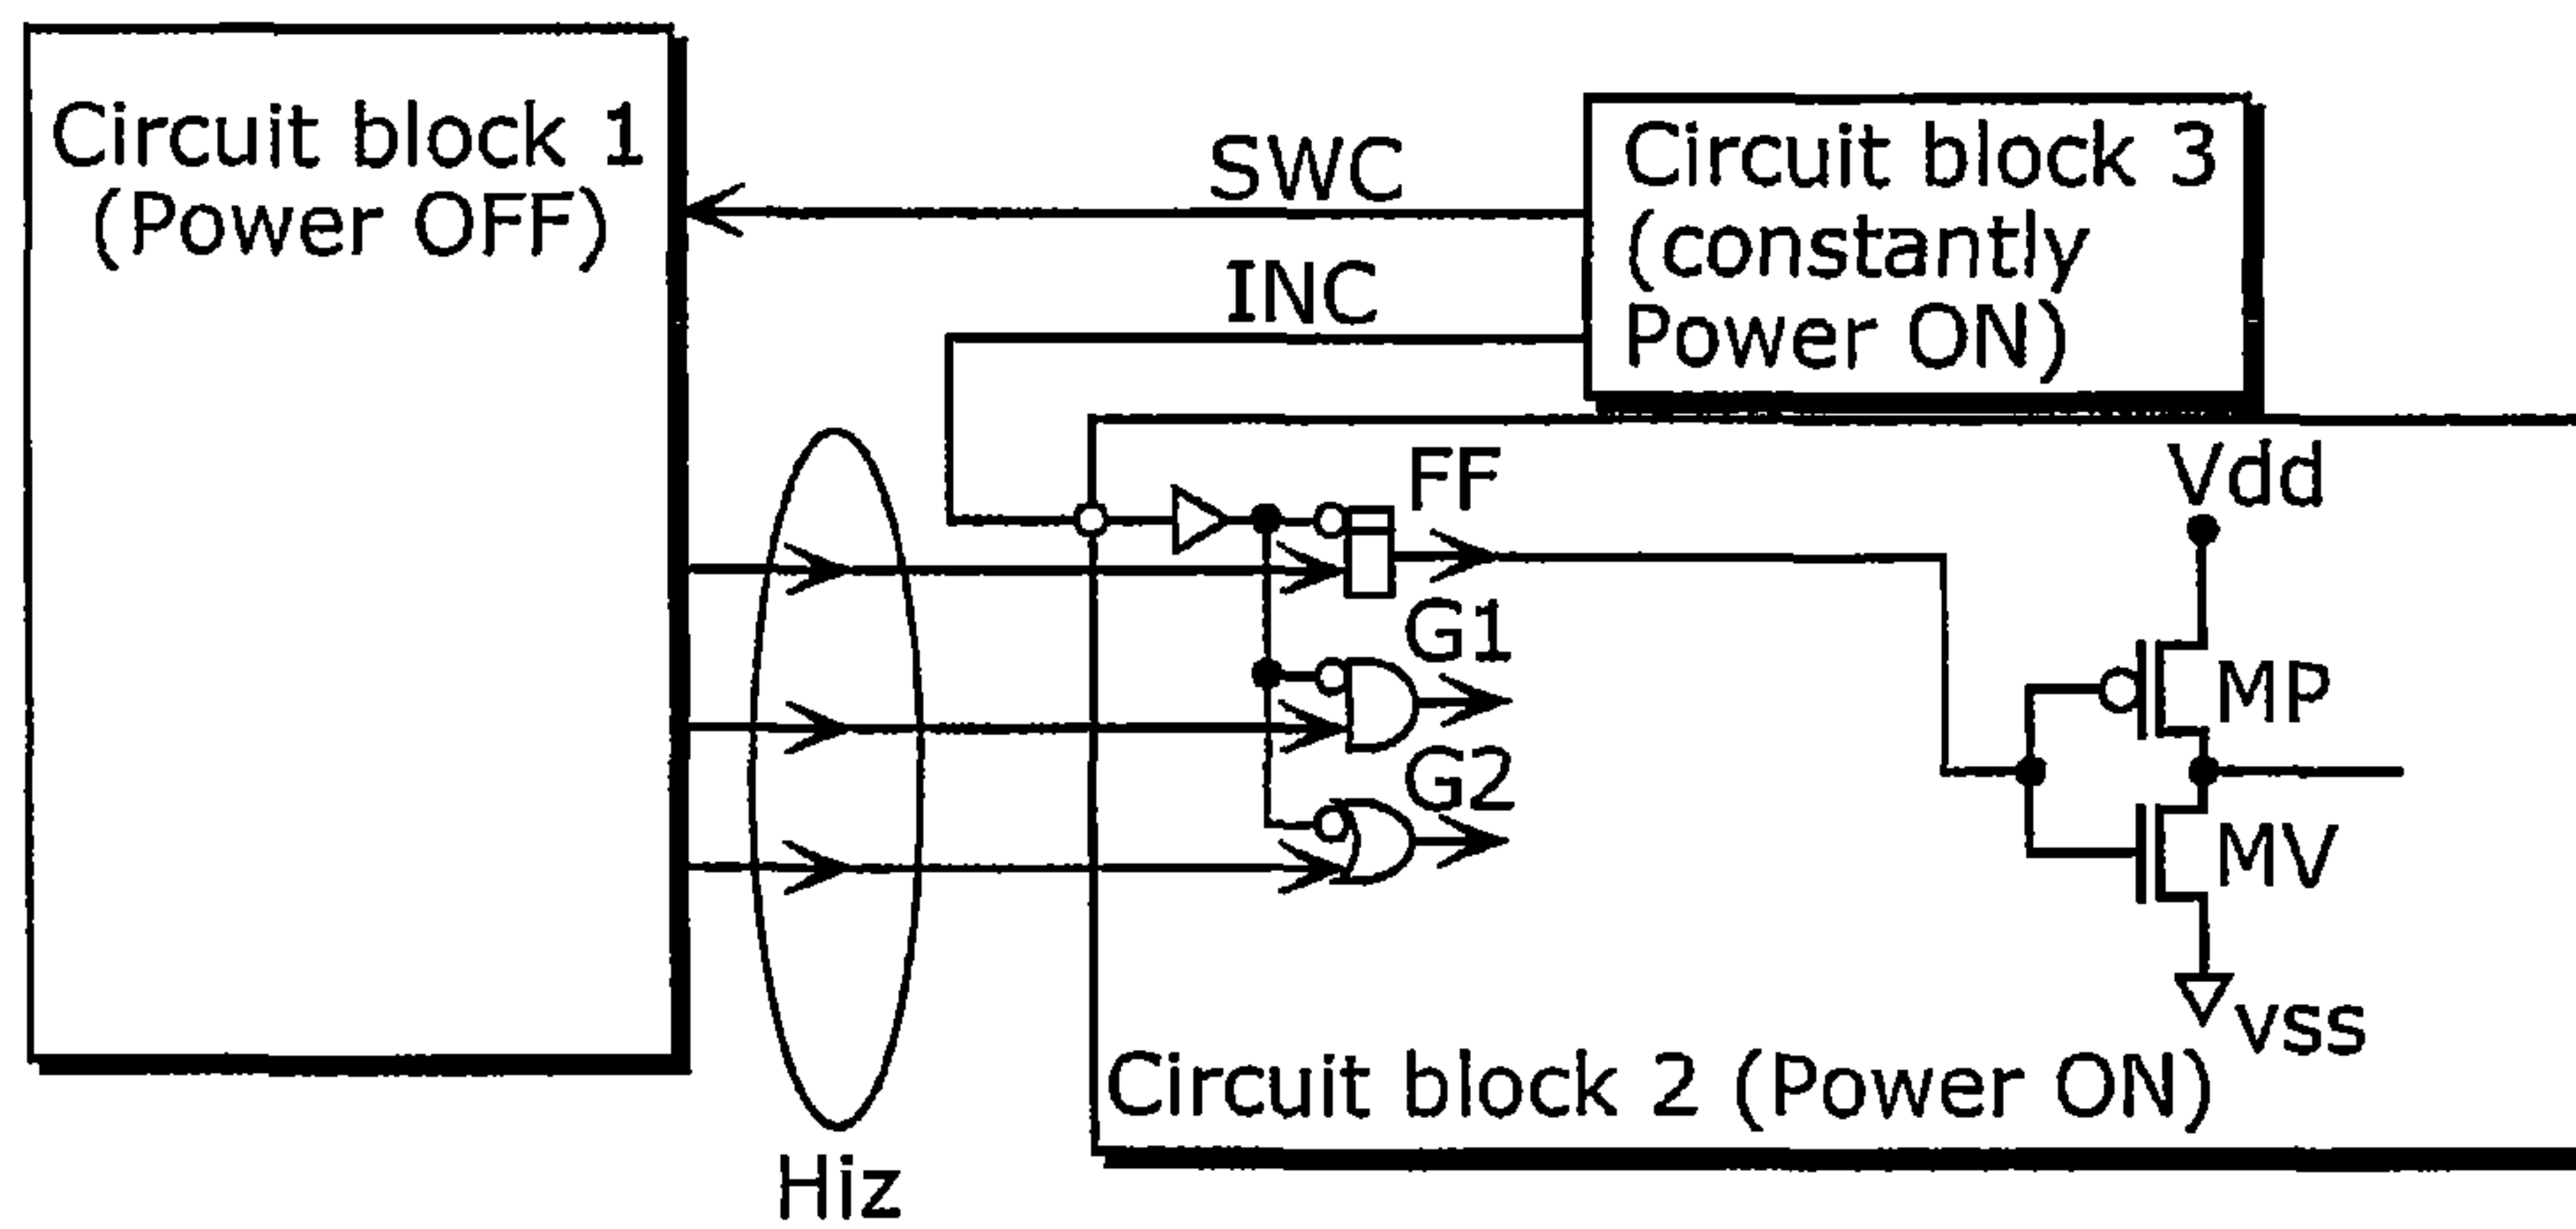 Circuit block 1
(Power OFF)
SWC
INC
Circuit block 3
(constantly
Power ON)
FF
G1
G2
Vdd
MP
MV
vss
Circuit block 2 (Power ON)
Hiz